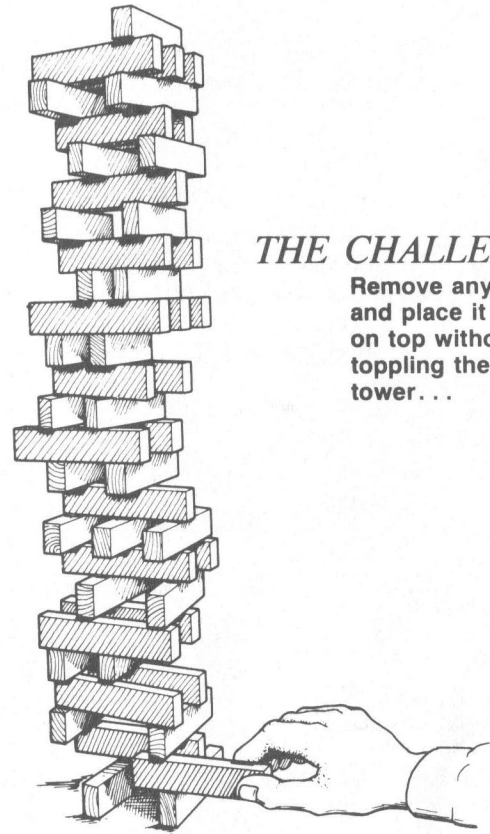 THE CHALLE
Remove any
and place it
on top witho
toppling the
tower...